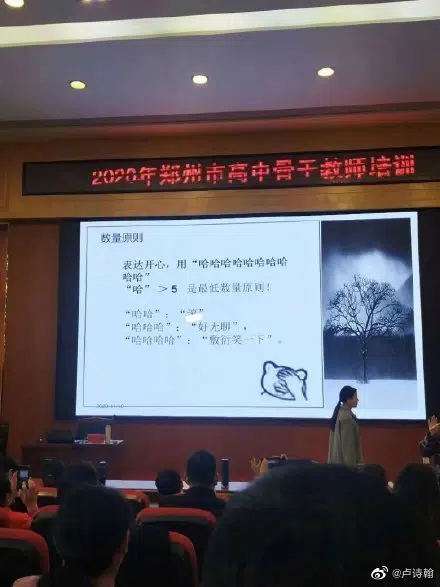 2020年郑州市高中骨干教师培训
数量原则
表达开心，用“哈哈哈哈哈哈哈哈
哈哈”
“哈” ＞5 是最低数量原则！
“哈哈”：“滚”
“哈哈哈”：“好无聊”，
“哈哈哈哈”：“敷衍笑一下”。
@卢诗翰